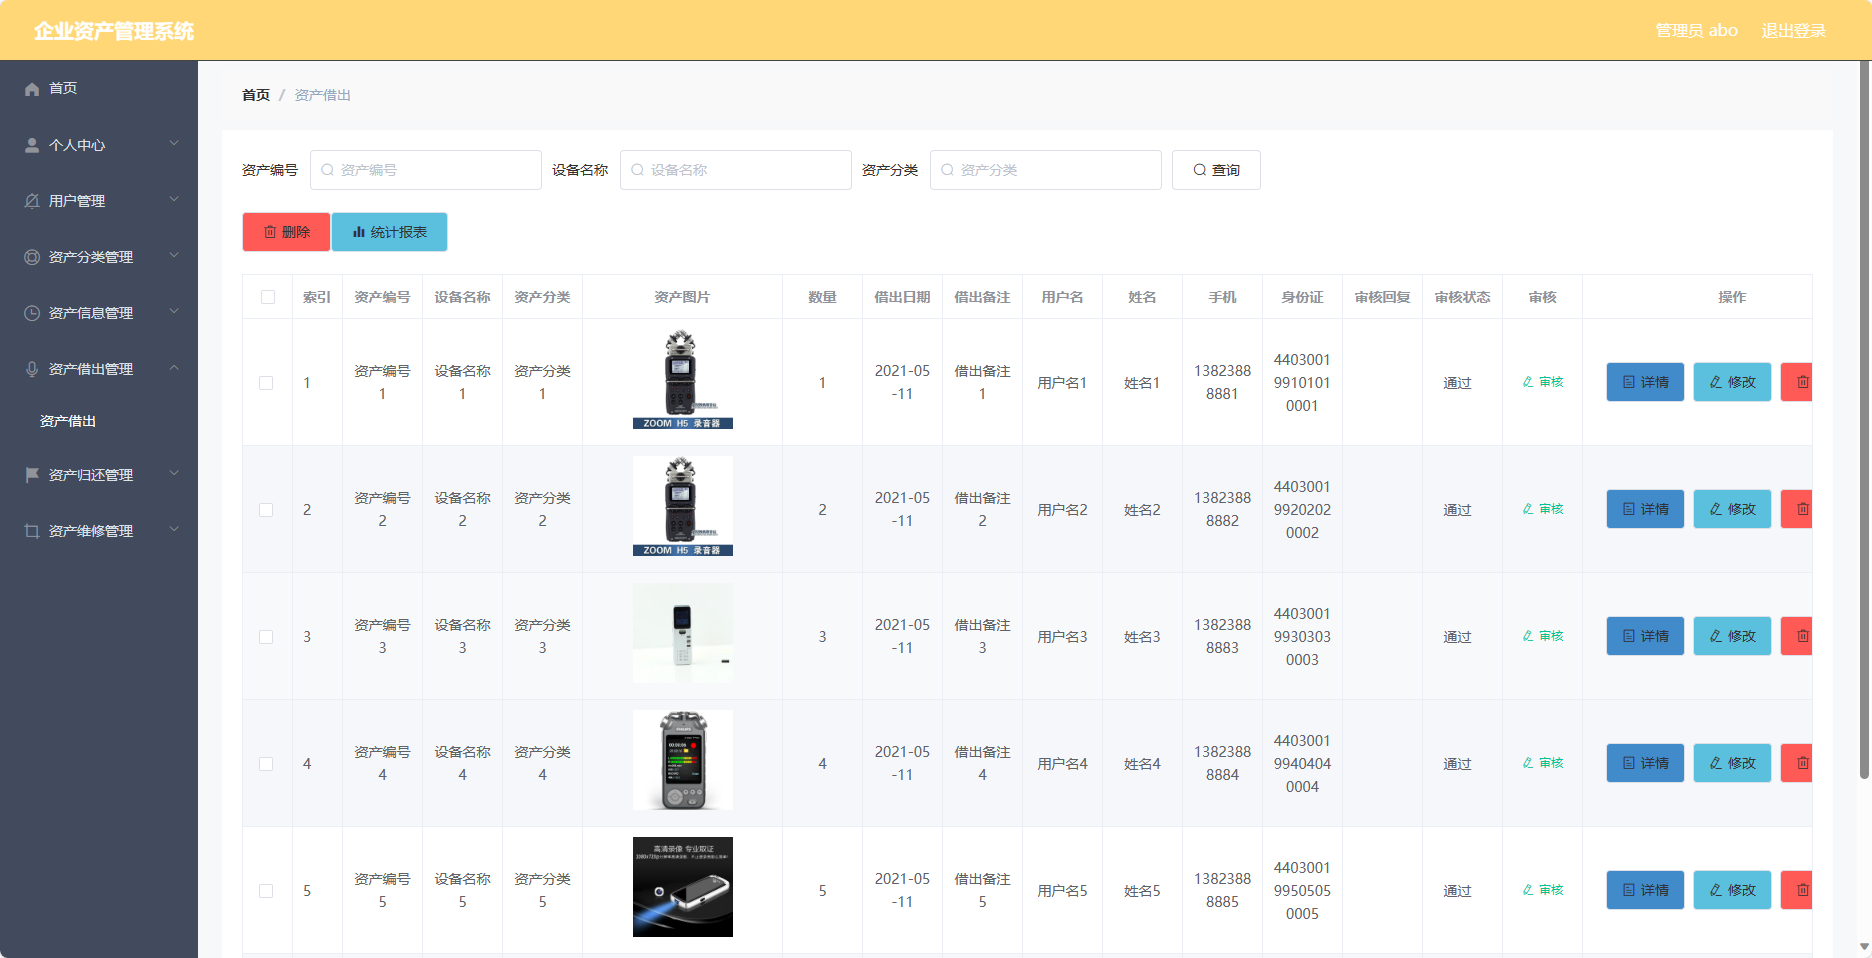 企业资产管理系统
管理员 abo
退出登录
首页
个人中心
用户管理
资产分类管理
资产信息管理
资产借出管理
资产借出
资产归还管理
资产维修管理
首页 / 资产借出
资产编号 资产编号 设备名称 设备名称 资产分类 资产分类 查询
删除 统计报表
索引 资产编号 设备名称 资产分类 资产图片 数量 借出日期 借出备注 用户名 姓名 手机 身份证 审核回复 审核状态 审核 操作
1 资产编号1 设备名称1 资产分类1 ZOOM H5 录音器 1 2021-05-11 借出备注1 用户名1 姓名1 13823888881 440300199101010001 通过 审核 详情 修改
2 资产编号2 设备名称2 资产分类2 ZOOM H5 录音器 2 2021-05-11 借出备注2 用户名2 姓名2 13823888882 440300199202020002 通过 审核 详情 修改
3 资产编号3 设备名称3 资产分类3 3 2021-05-11 借出备注3 用户名3 姓名3 13823888883 440300199303030003 通过 审核 详情 修改
4 资产编号4 设备名称4 资产分类4 4 2021-05-11 借出备注4 用户名4 姓名4 13823888884 440300199404040004 通过 审核 详情 修改
5 资产编号5 设备名称5 资产分类5 高清录像 专业取证 5 2021-05-11 借出备注5 用户名5 姓名5 13823888885 440300199505050005 通过 审核 详情 修改